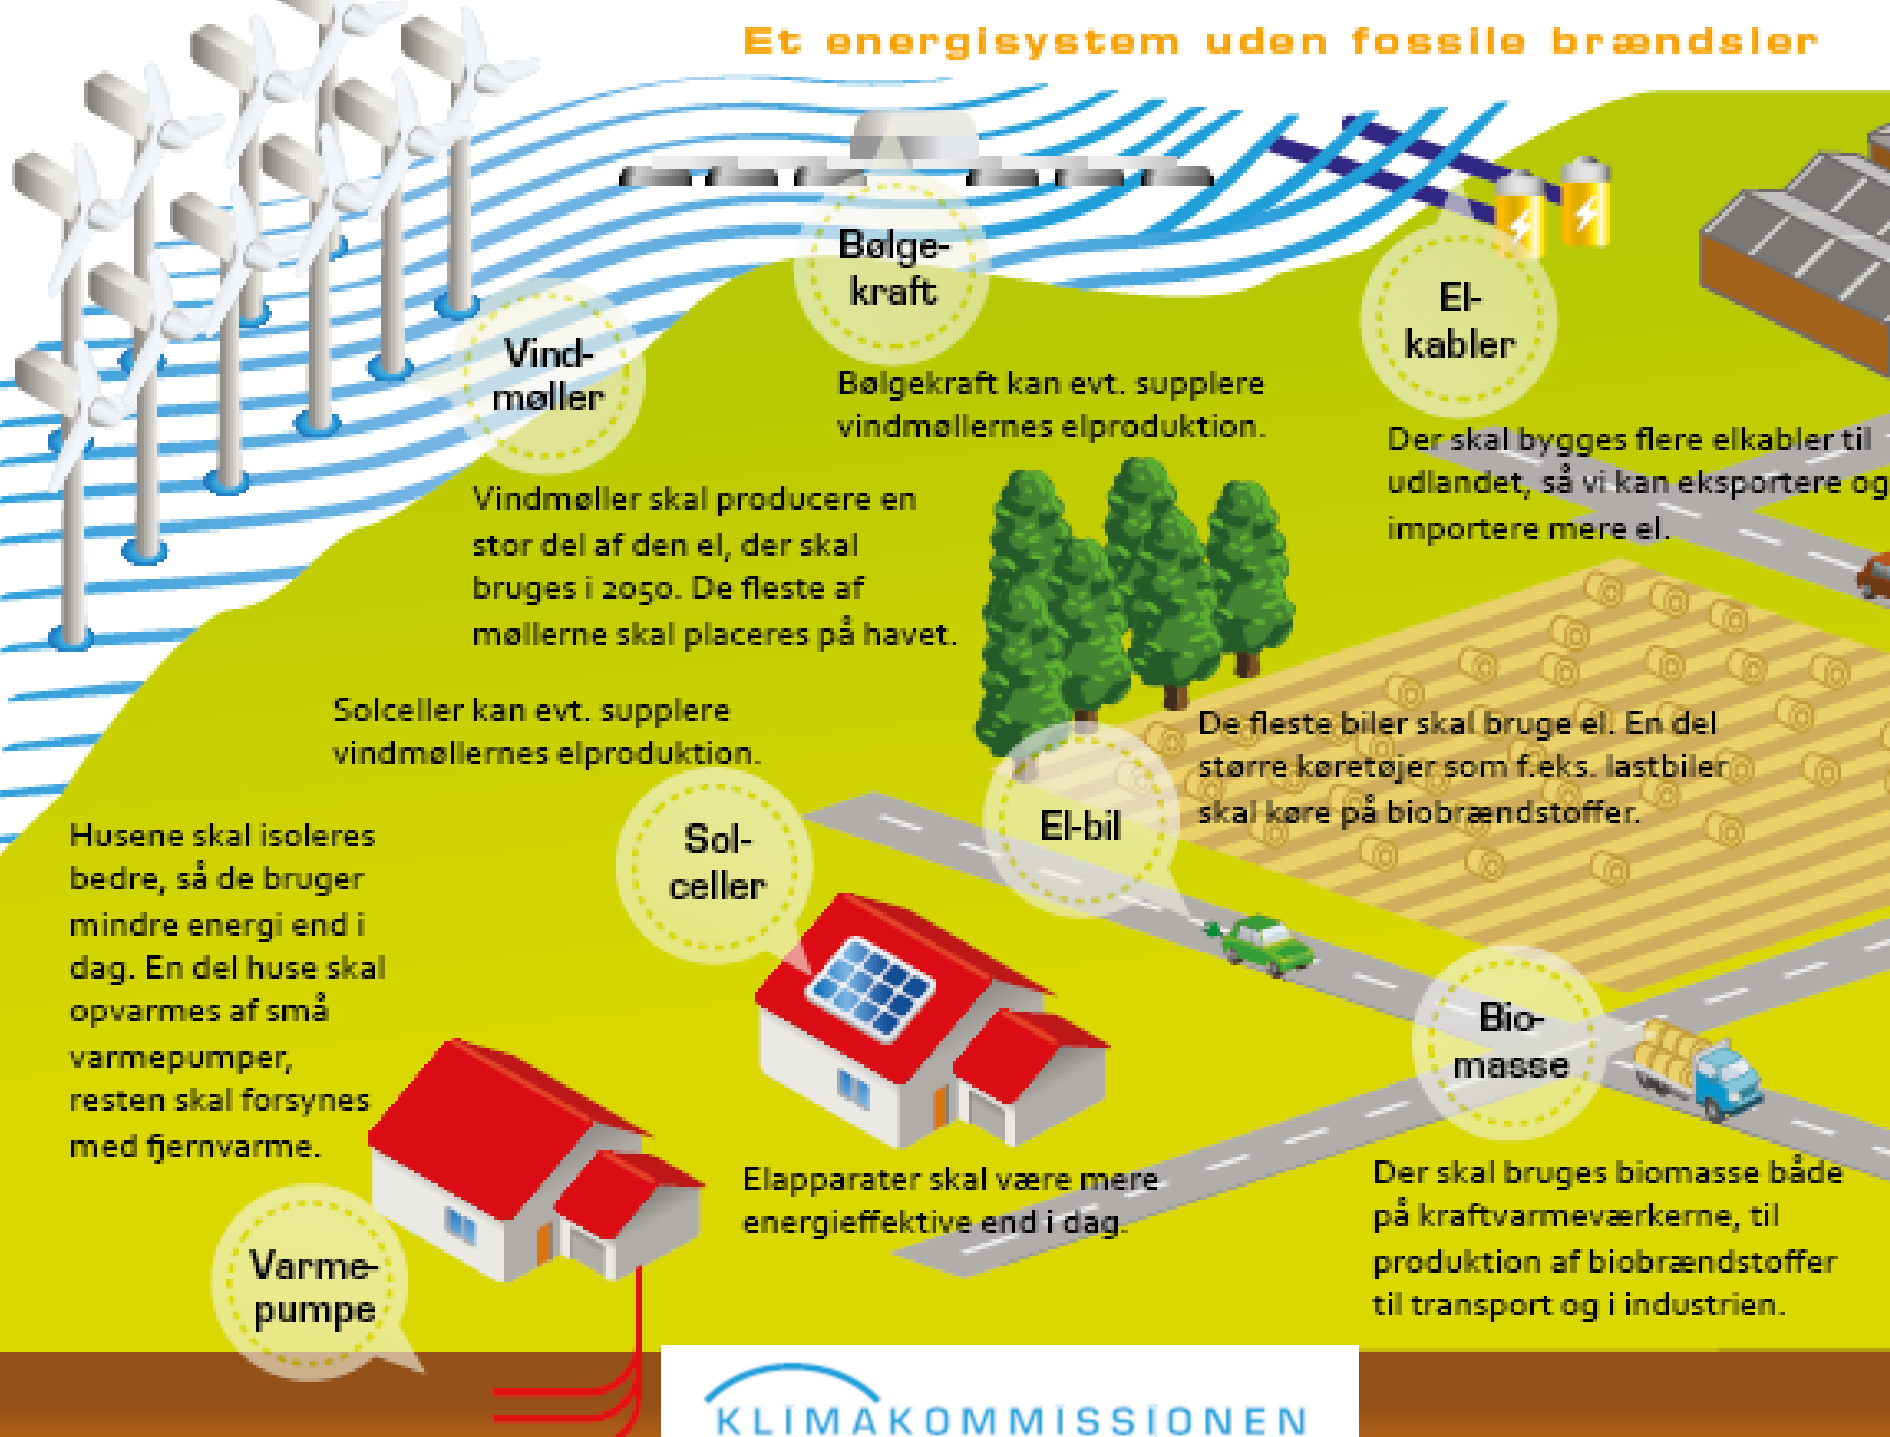 Et energisystem uden fossile brændsler
Bølge-
kraft
Bølgekraft kan evt. supplere
vindmøllernes elproduktion.
El-
kabler
Der skal bygges flere elkabler til
udlandet, så vi kan eksportere og
importere mere el.
Vind-
møller
Vindmøller skal producere en
stor del af den el, der skal
bruges i 2050. De fleste af
møllerne skal placeres på havet.
Solceller kan evt. supplere
vindmøllernes elproduktion.
Sol-
celler
El-bil
De fleste biler skal bruge el. En del
større køretøjer som f.eks. lastbiler
skal køre på biobrændstoffer.
Husene skal isoleres
bedre, så de bruger
mindre energi end i
dag. En del huse skal
opvarmes af små
varmepumper,
resten skal forsynes
med fjernvarme.
Varme-
pumpe
Elapparater skal være mere
energieffektive end i dag.
Bio-
masse
Der skal bruges biomasse både
på kraftvarmeværkerne, til
produktion af biobrændstoffer
til transport og i industrien.
KLIMAKOMMISSIONEN